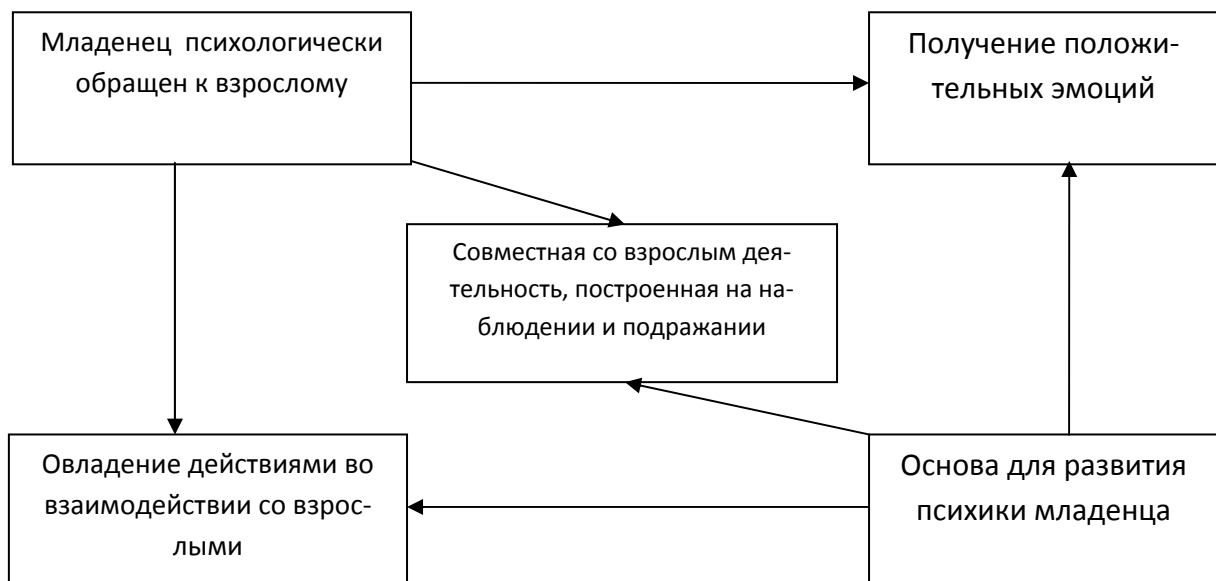 Младенец психологически
обращен к взрослому
Получение положи-
тельных эмоций
Совместная со взрослым дея-
тельность, построенная на на-
блюдении и подражании
Овладение действиями во
взаимодействии со взрос-
лыми
Основа для развития
психики младенца